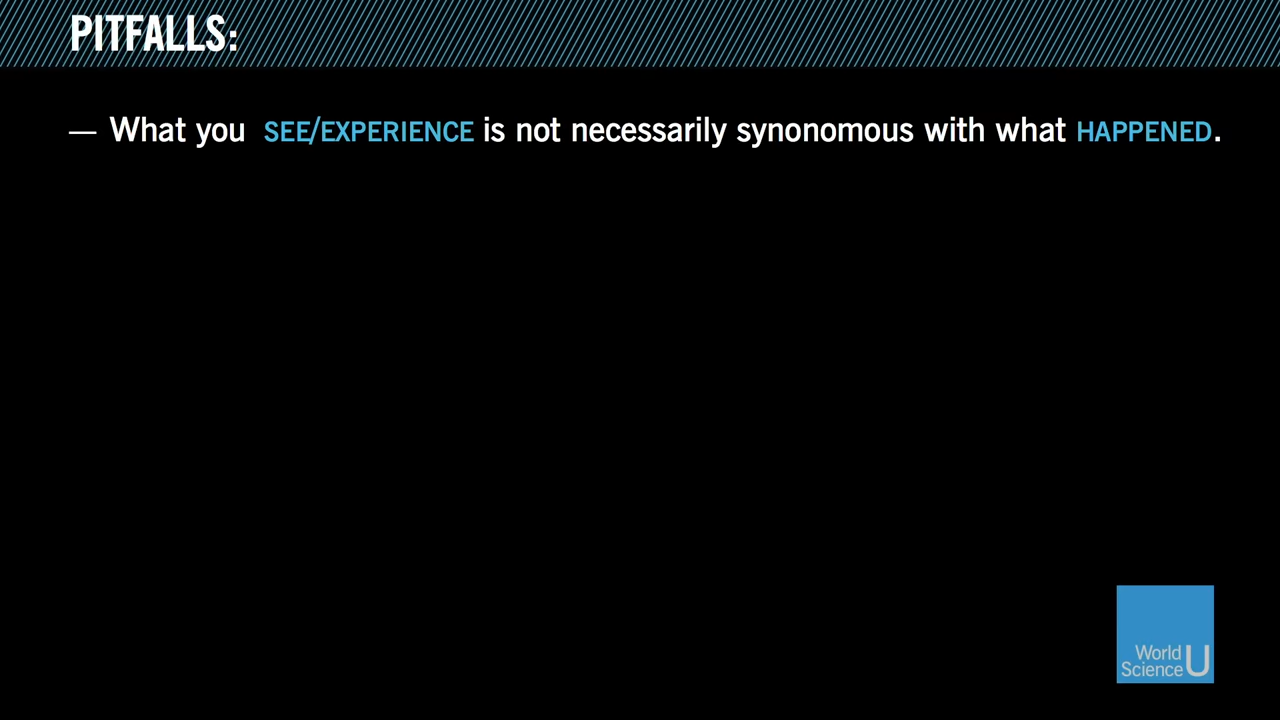 PITFALLS:
— What you SEE/EXPERIENCE is not necessarily synonomous with what HAPPENED.
World
Science U